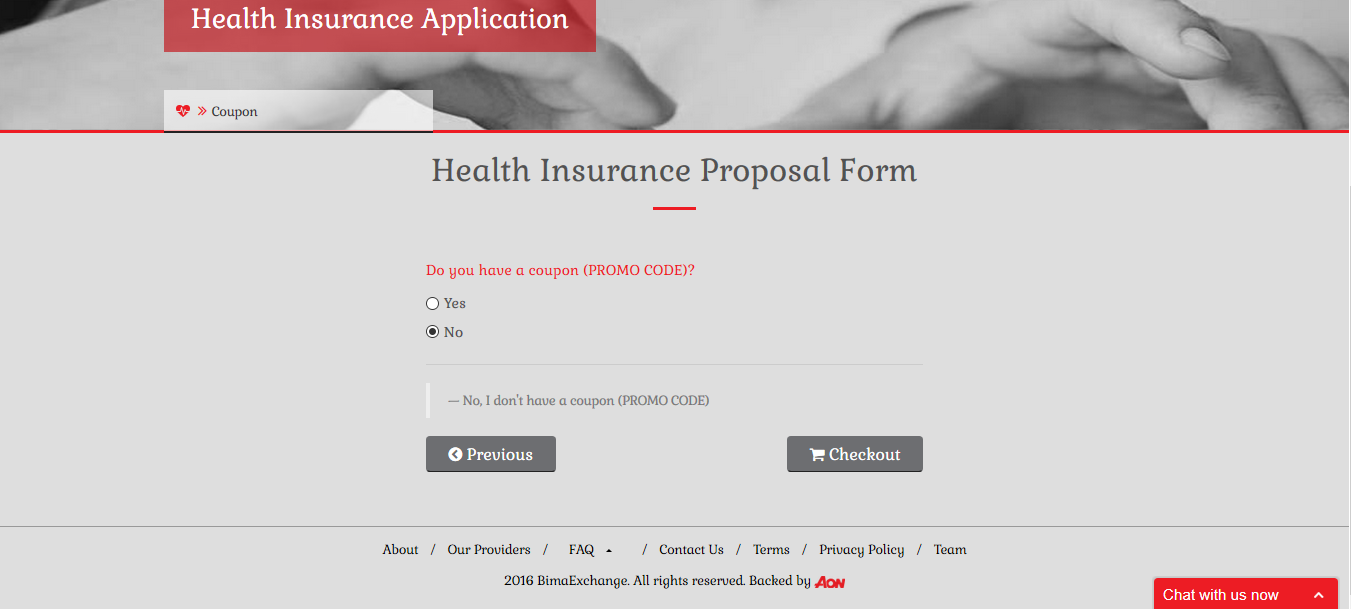 Health Insurance Application
Coupon
Health Insurance Proposal Form
Do you have a coupon (PROMO CODE)?
Yes
No
— No, I don't have a coupon (PROMO CODE)
Previous Checkout
About / Our Providers / FAQ / Contact Us / Terms / Privacy Policy / Team
2016 BimaExchange. All rights reserved. Backed by AON
Chat with us now